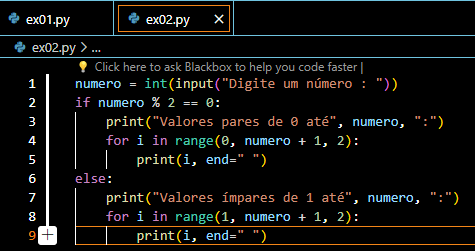 ex01.py ex02.py ×
ex02.py > ...
Click here to ask Blackbox to help you code faster |
1 numero = int(input("Digite um número : "))
2 if numero % 2 == 0:
3 print("Valores pares de 0 até", numero, ":")
4 for i in range(0, numero + 1, 2):
5 print(i, end=" ")
6 else:
7 print("Valores ímpares de 1 até", numero, ":")
8 for i in range(1, numero + 1, 2):
9 + print(i, end=" ")